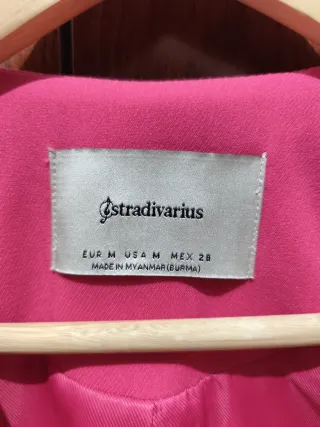 stradivarius
EUR M USA M MEX 28
MADE IN MYANMAR(BURMA)